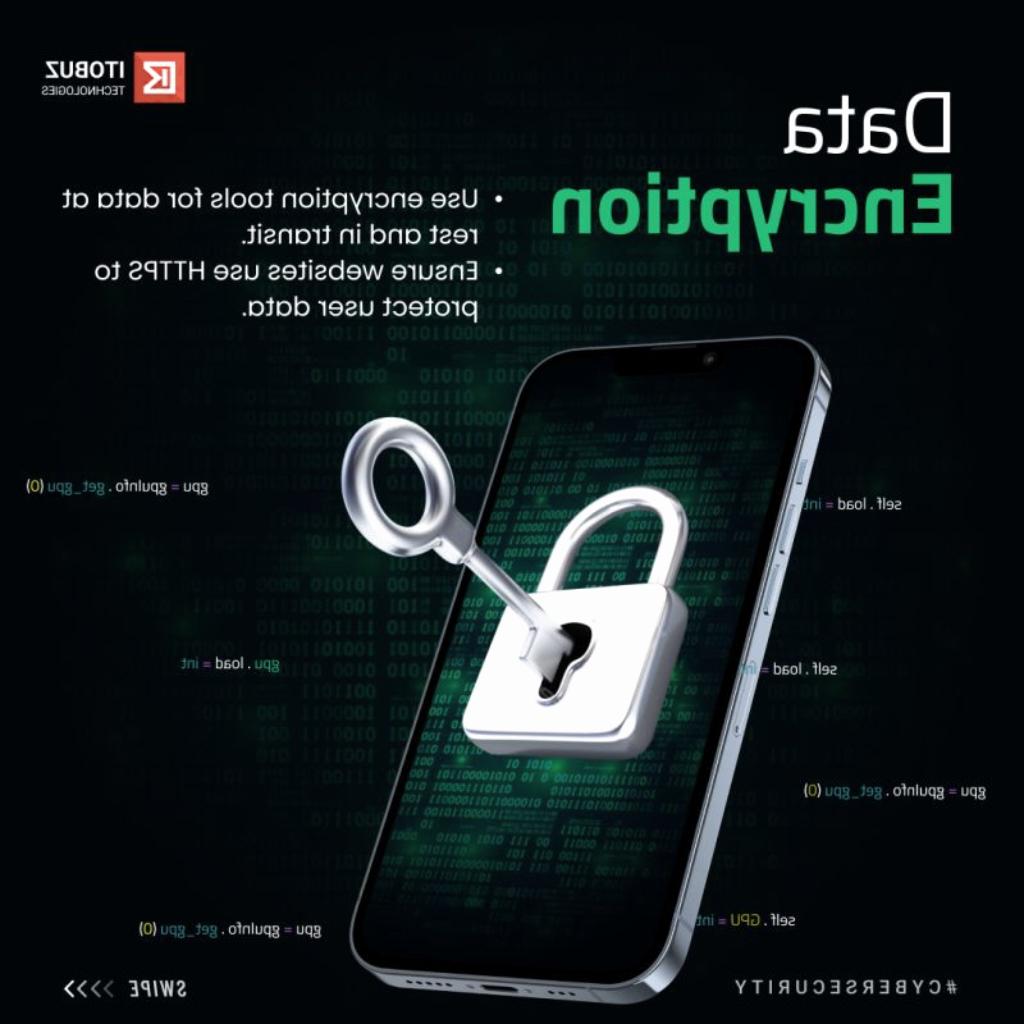 ITOBUZ
TECHNOLOGIES
Data
Encryption
• Use encryption tools for data at
rest and in transit.
• Ensure websites use HTTPS to
protect user data.
gpu = gpuInfo . get_gpu (0)
self . load = int
gpu . load = int
self . load = int
gpu = gpuInfo . get_gpu (0)
self . GPU = int
gpu = gpuInfo . get_gpu (0)
#CYBERSECURITY
SWIPE